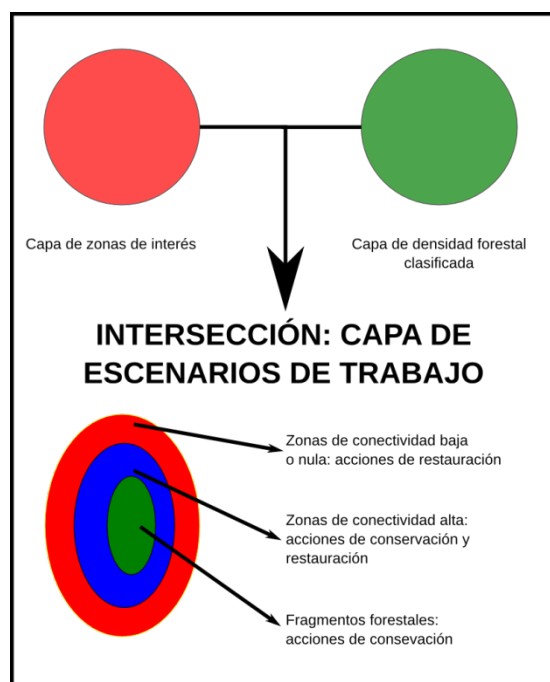 Capa de zonas de interés
Capa de densidad forestal
clasificada
INTERSECCIÓN: CAPA DE
ESCENARIOS DE TRABAJO
Zonas de conectividad baja
o nula: acciones de restauración
Zonas de conectividad alta:
acciones de conservación y
restauración
Fragmentos forestales:
acciones de consevación